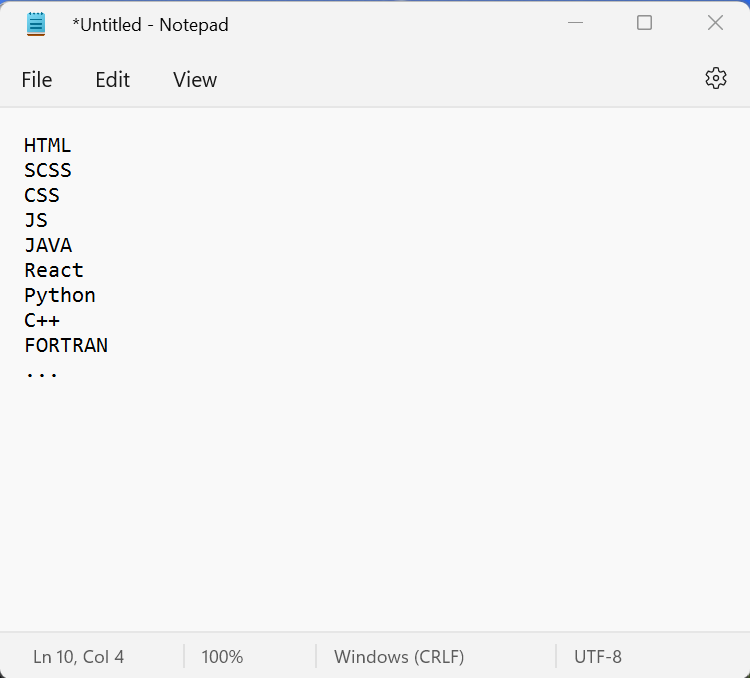 *Untitled - Notepad
File Edit View
HTML
SCSS
CSS
JS
JAVA
React
Python
C++
FORTRAN
...
Ln 10, Col 4 100% Windows (CRLF) UTF-8